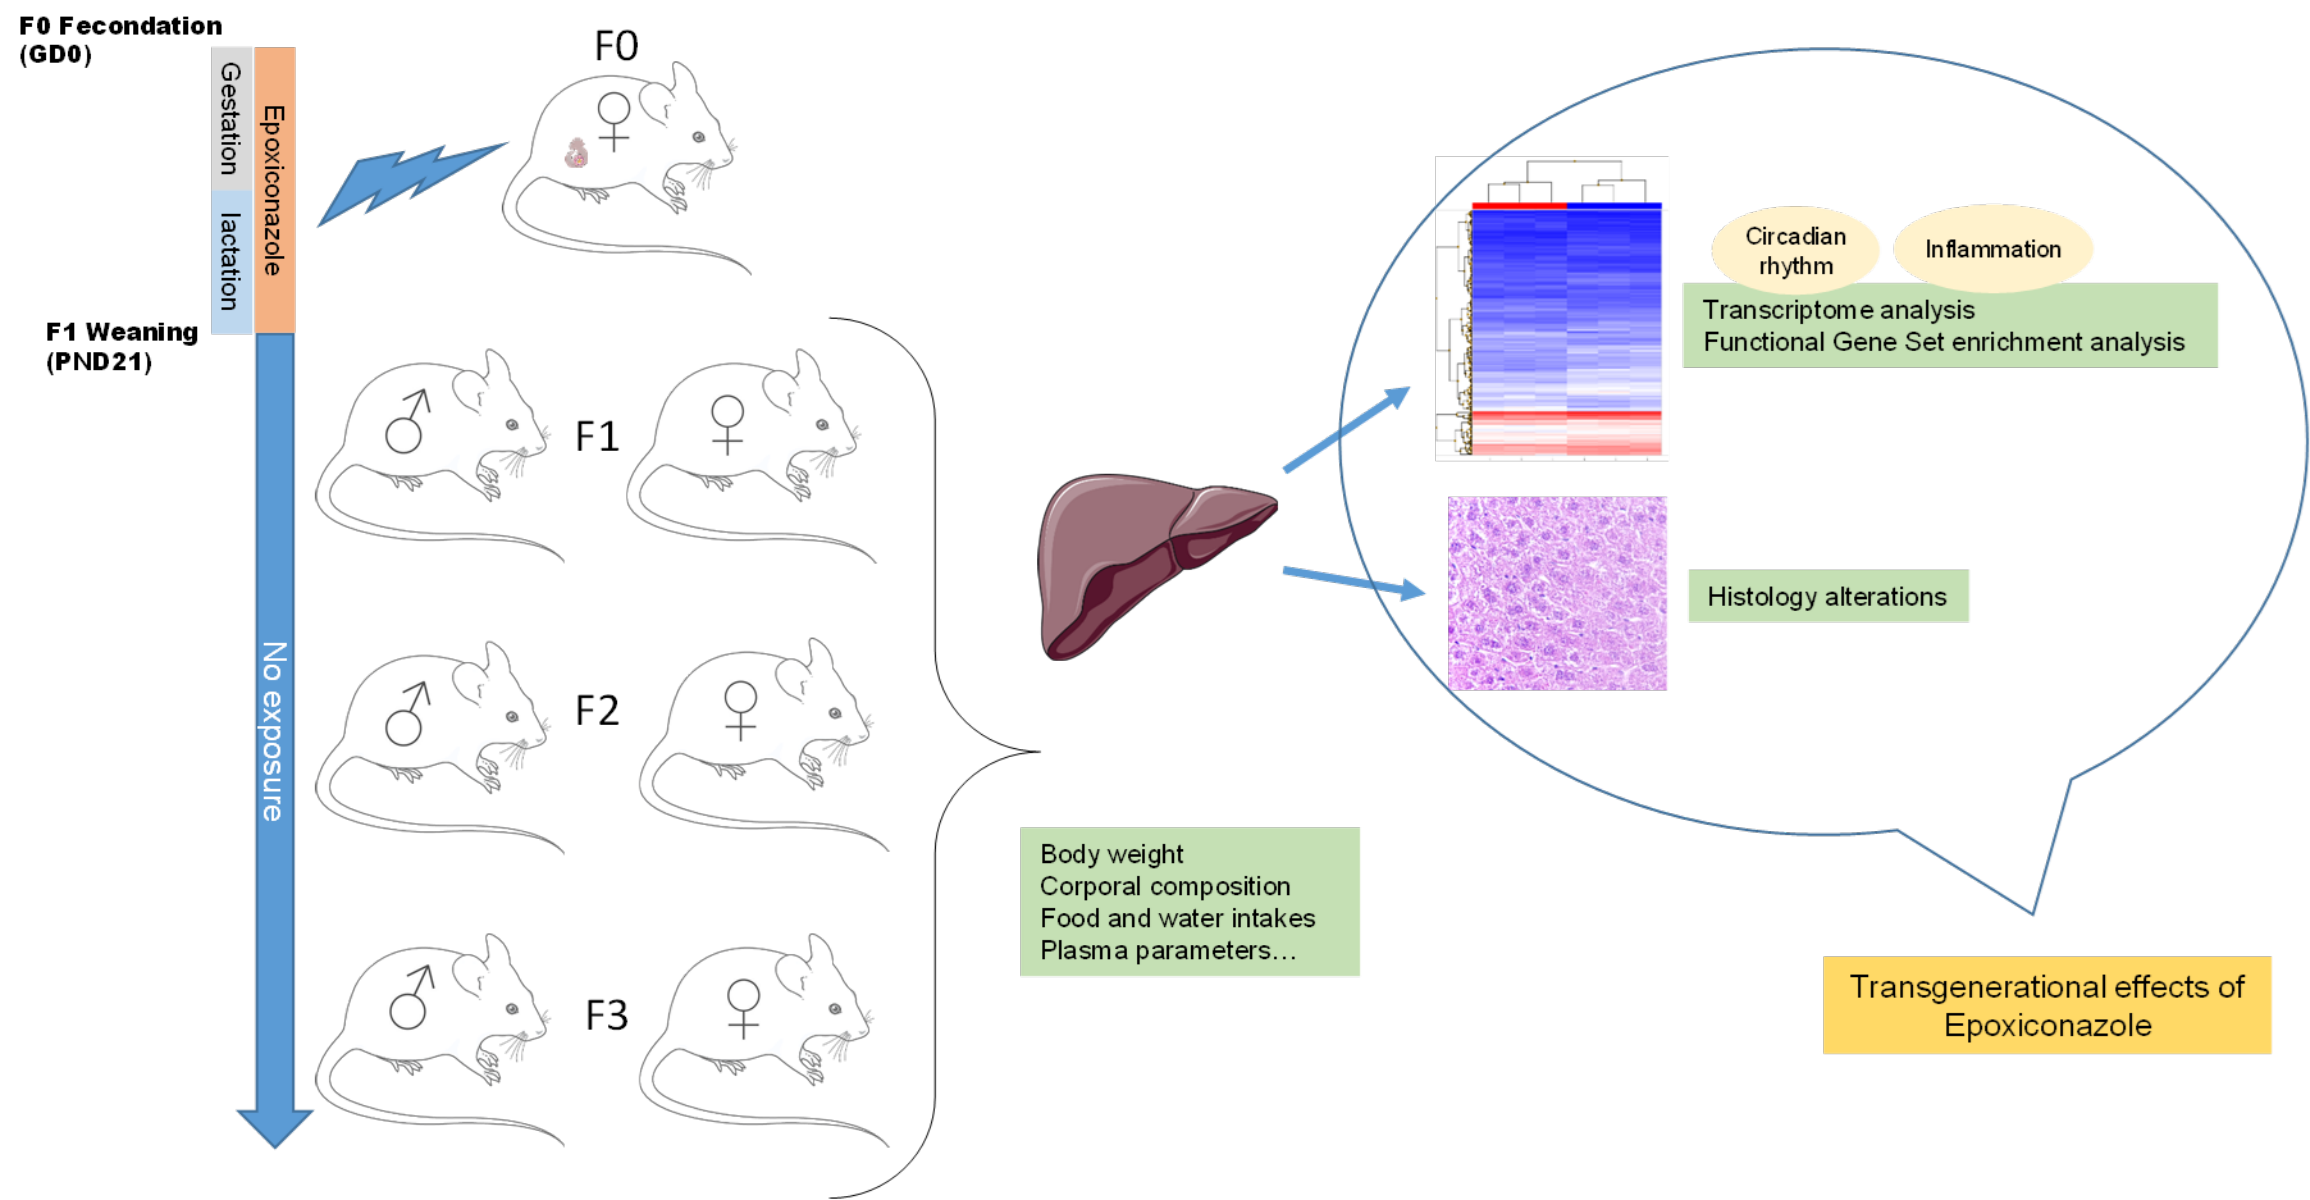 F0 Fecondation
(GD0)
Gestation
lactation
Epoxiconazole
F0
F1 Weaning
(PND21)
No exposure
F1
F2
F3
Body weight
Corporal composition
Food and water intakes
Plasma parameters…
Circadian
rhythm
Inflammation
Transcriptome analysis
Functional Gene Set enrichment analysis
Histology alterations
Transgenerational effects of
Epoxiconazole